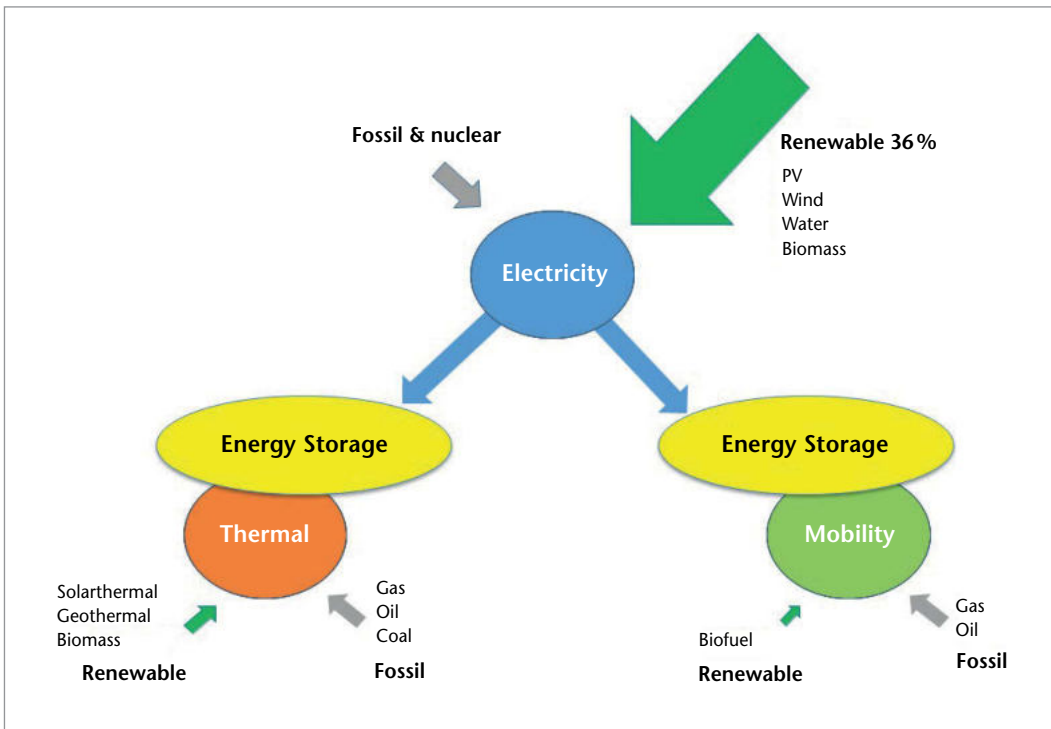 Fossil & nuclear
Renewable 36%
PV
Wind
Water
Biomass
Electricity
Energy Storage
Energy Storage
Thermal
Mobility
Solarthermal
Geothermal
Biomass
Renewable
Gas
Oil
Coal
Fossil
Biofuel
Renewable
Gas
Oil
Fossil